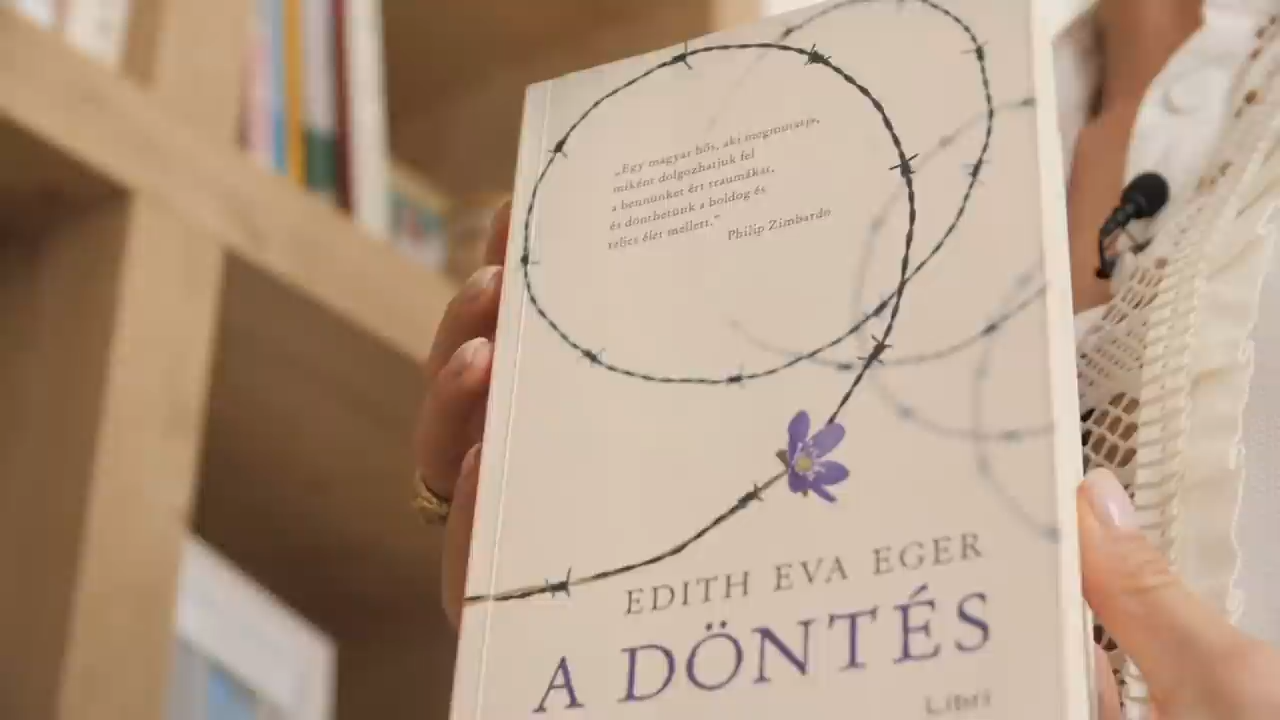 „Egy magyar hős, aki megmutatja,
miként dolgozhatjuk fel
a bennünket ért traumákat,
és dönthetünk a boldog és
teljes élet mellett.”
Philip Zimbardo
EDITH EVA EGER
A DÖNTÉS
Libri